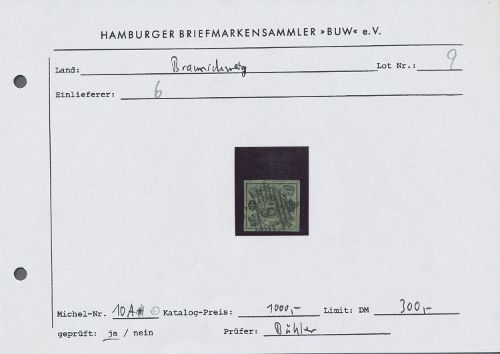 HAMBURGER BRIEFMARKENSAMMLER »BUW« e.V.
Land: Braunschweig Lot Nr.: 9
Einlieferer: 6
Michel-Nr. 10A Katalog-Preis: 1000,- Limit: DM 300,-
geprüft: ja / nein Prüfer: Bühler